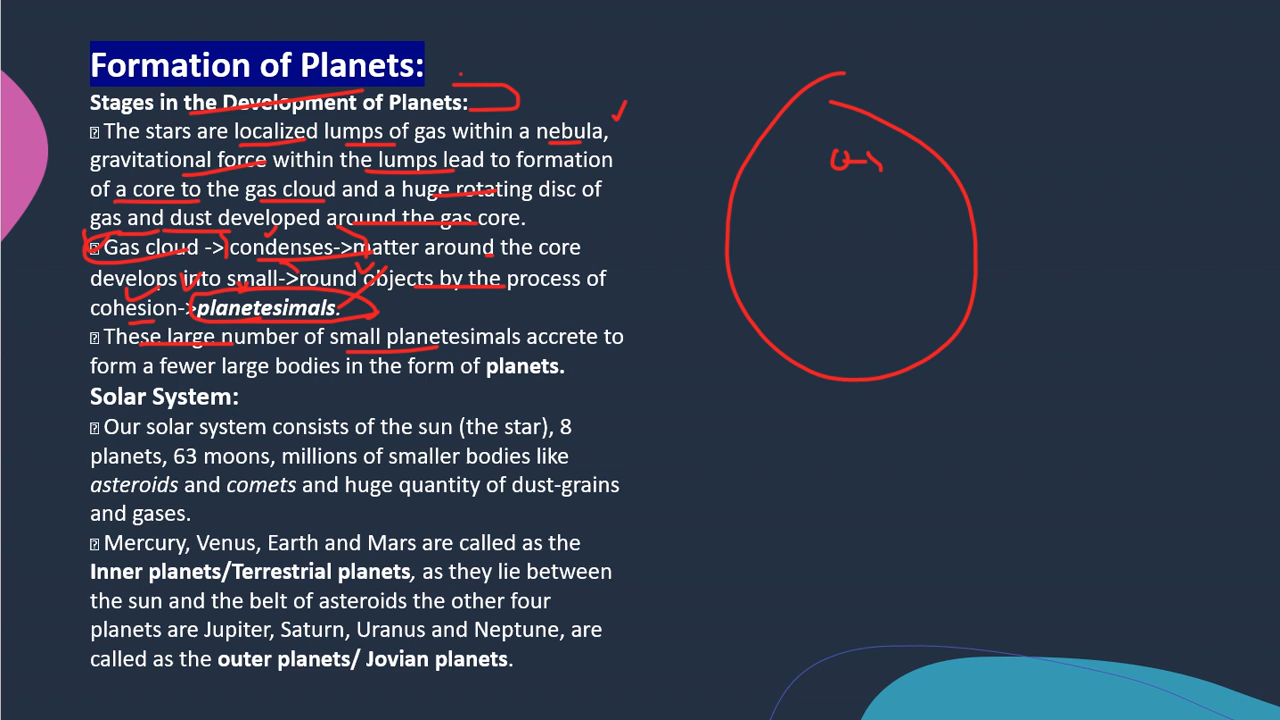 Formation of Planets:
Stages in the Development of Planets:
The stars are localized lumps of gas within a nebula,
gravitational force within the lumps lead to formation
of a core to the gas cloud and a huge rotating disc of
gas and dust developed around the gas core.
Gas cloud -> condenses->matter around the core
develops into small->round objects by the process of
cohesion->planetesimals.
These large number of small planetesimals accrete to
form a fewer large bodies in the form of planets.
Solar System:
Our solar system consists of the sun (the star), 8
planets, 63 moons, millions of smaller bodies like
asteroids and comets and huge quantity of dust-grains
and gases.
Mercury, Venus, Earth and Mars are called as the
Inner planets/Terrestrial planets, as they lie between
the sun and the belt of asteroids the other four
planets are Jupiter, Saturn, Uranus and Neptune, are
called as the outer planets/ Jovian planets.